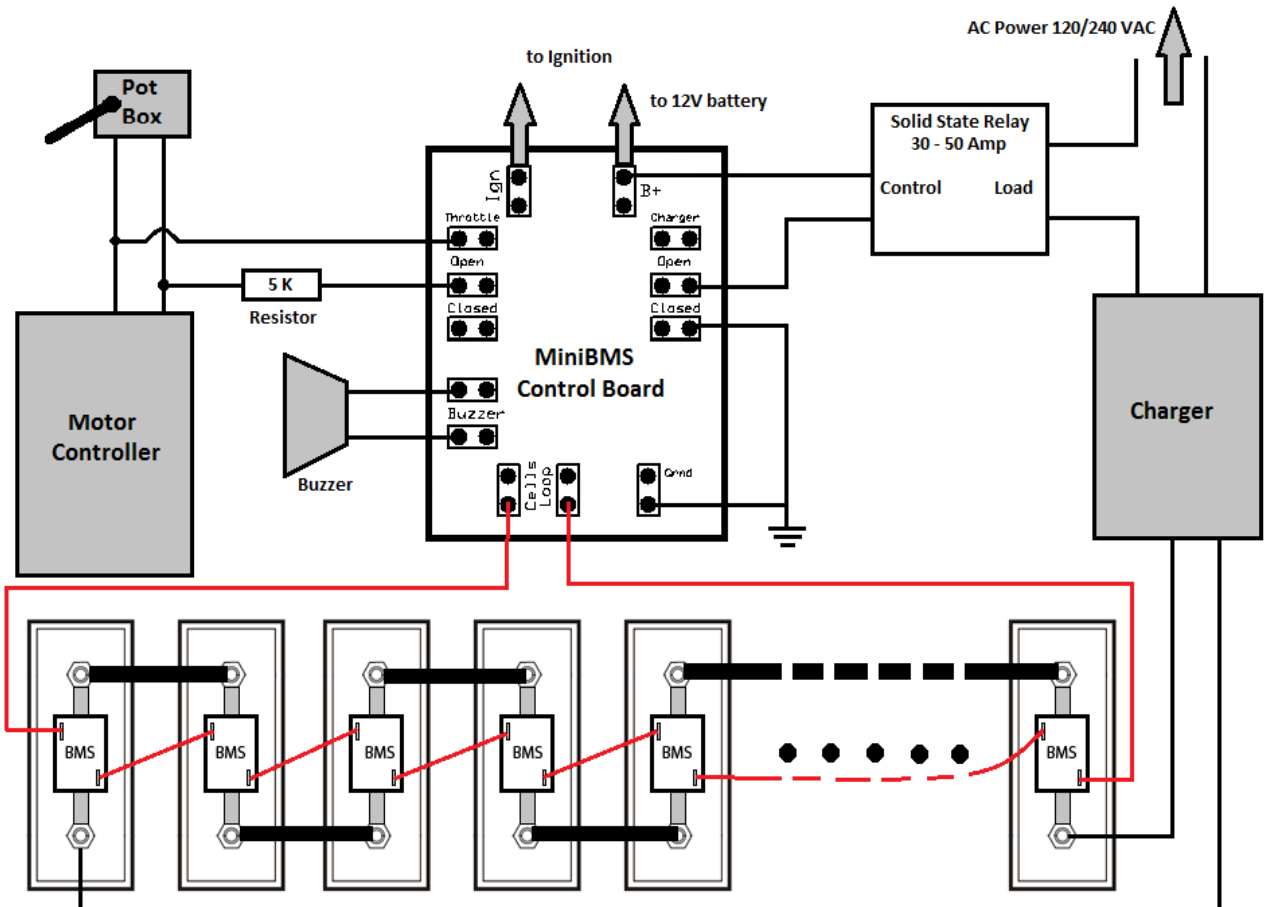 AC Power 120/240 VAC
to Ignition
to 12V battery
Pot
Box
Solid State Relay
30 - 50 Amp
Control
Load
Ign
B+
Throttle
Charger
Open
Open
5 K
Resistor
Closed
Closed
MiniBMS
Control Board
Motor
Controller
Charger
Buzzer
Buzzer
Cells
Loop
Gnd
BMS
BMS
BMS
BMS
BMS
BMS